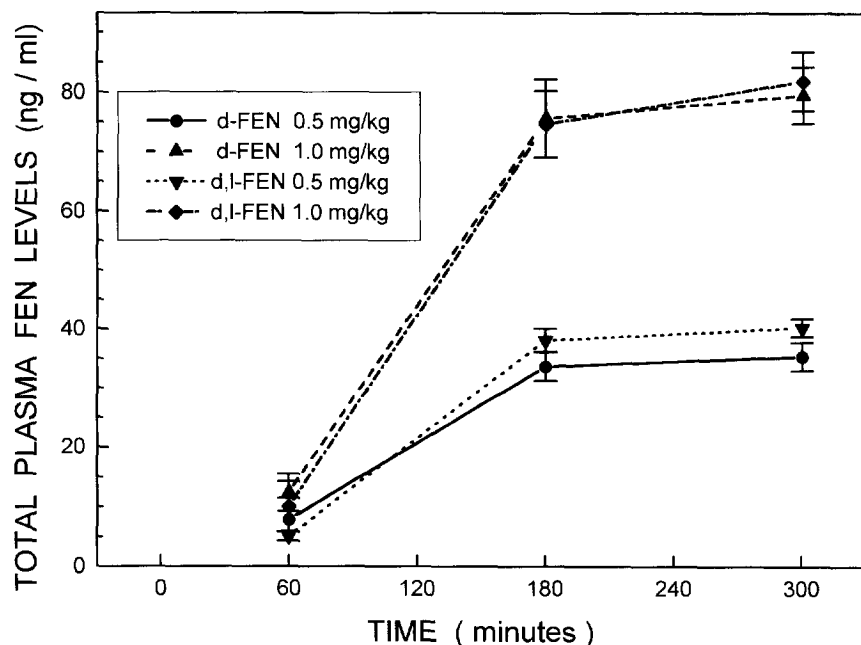 TOTAL PLASMA FEN LEVELS (ng / ml)
80
60
40
20
0
d-FEN 0.5 mg/kg
d-FEN 1.0 mg/kg
d,l-FEN 0.5 mg/kg
d,l-FEN 1.0 mg/kg
0 60 120 180 240 300
TIME ( minutes )